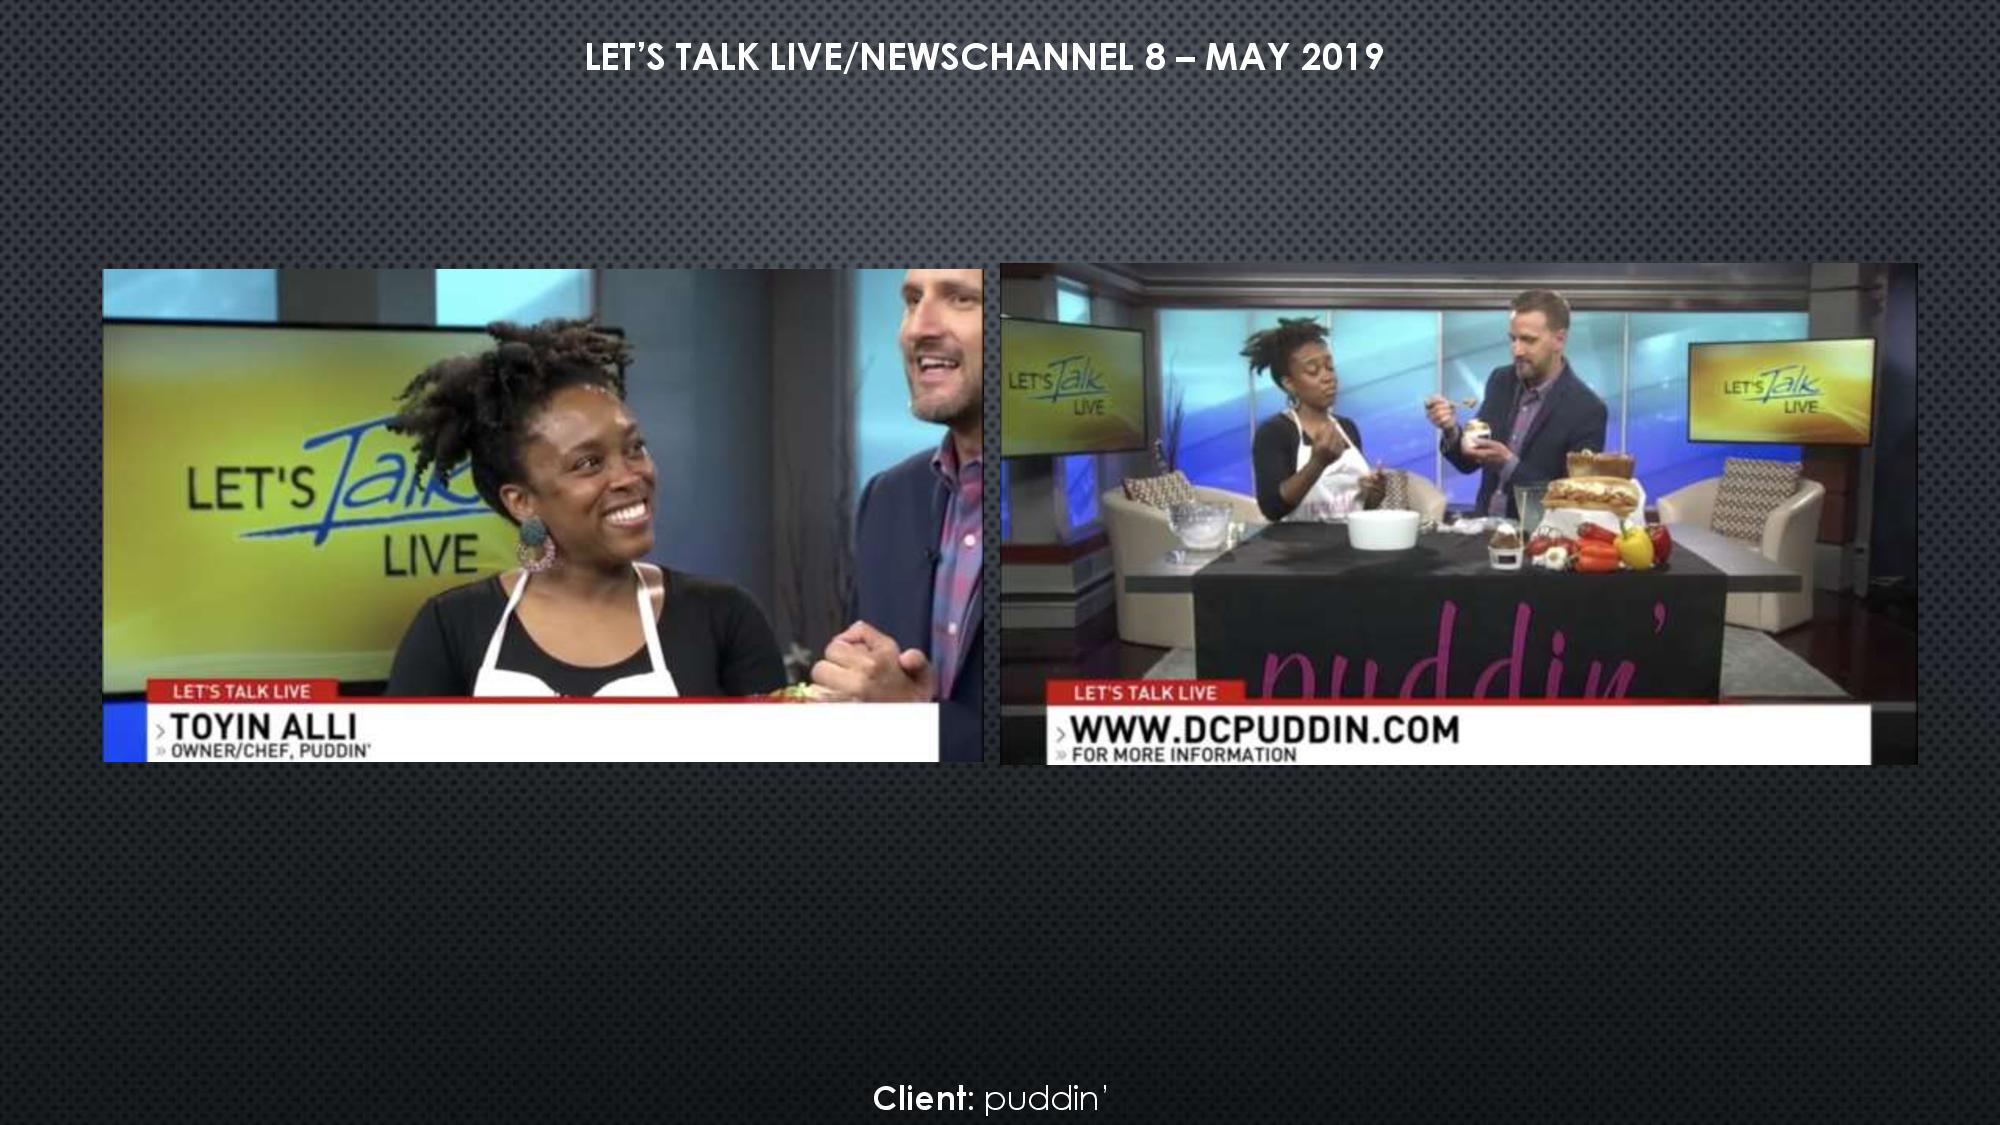 LET'S TALK LIVE/NEWSCHANNEL 8 – MAY 2019
LET'S Talk
LIVE
LET'S TALK LIVE
TOYIN ALLI
OWNER/CHEF, PUDDIN'
LET'S Talk
LIVE
LET'S Talk
LIVE
puddin'
LET'S TALK LIVE
WWW.DCPUDDIN.COM
FOR MORE INFORMATION
Client: puddin'